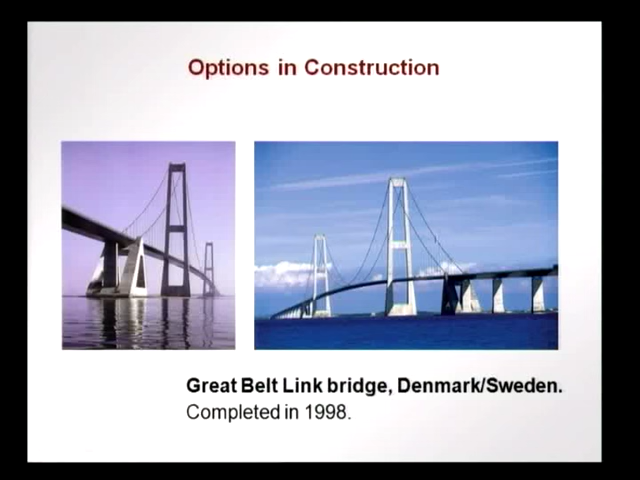 Options in Construction
Great Belt Link bridge, Denmark/Sweden.
Completed in 1998.